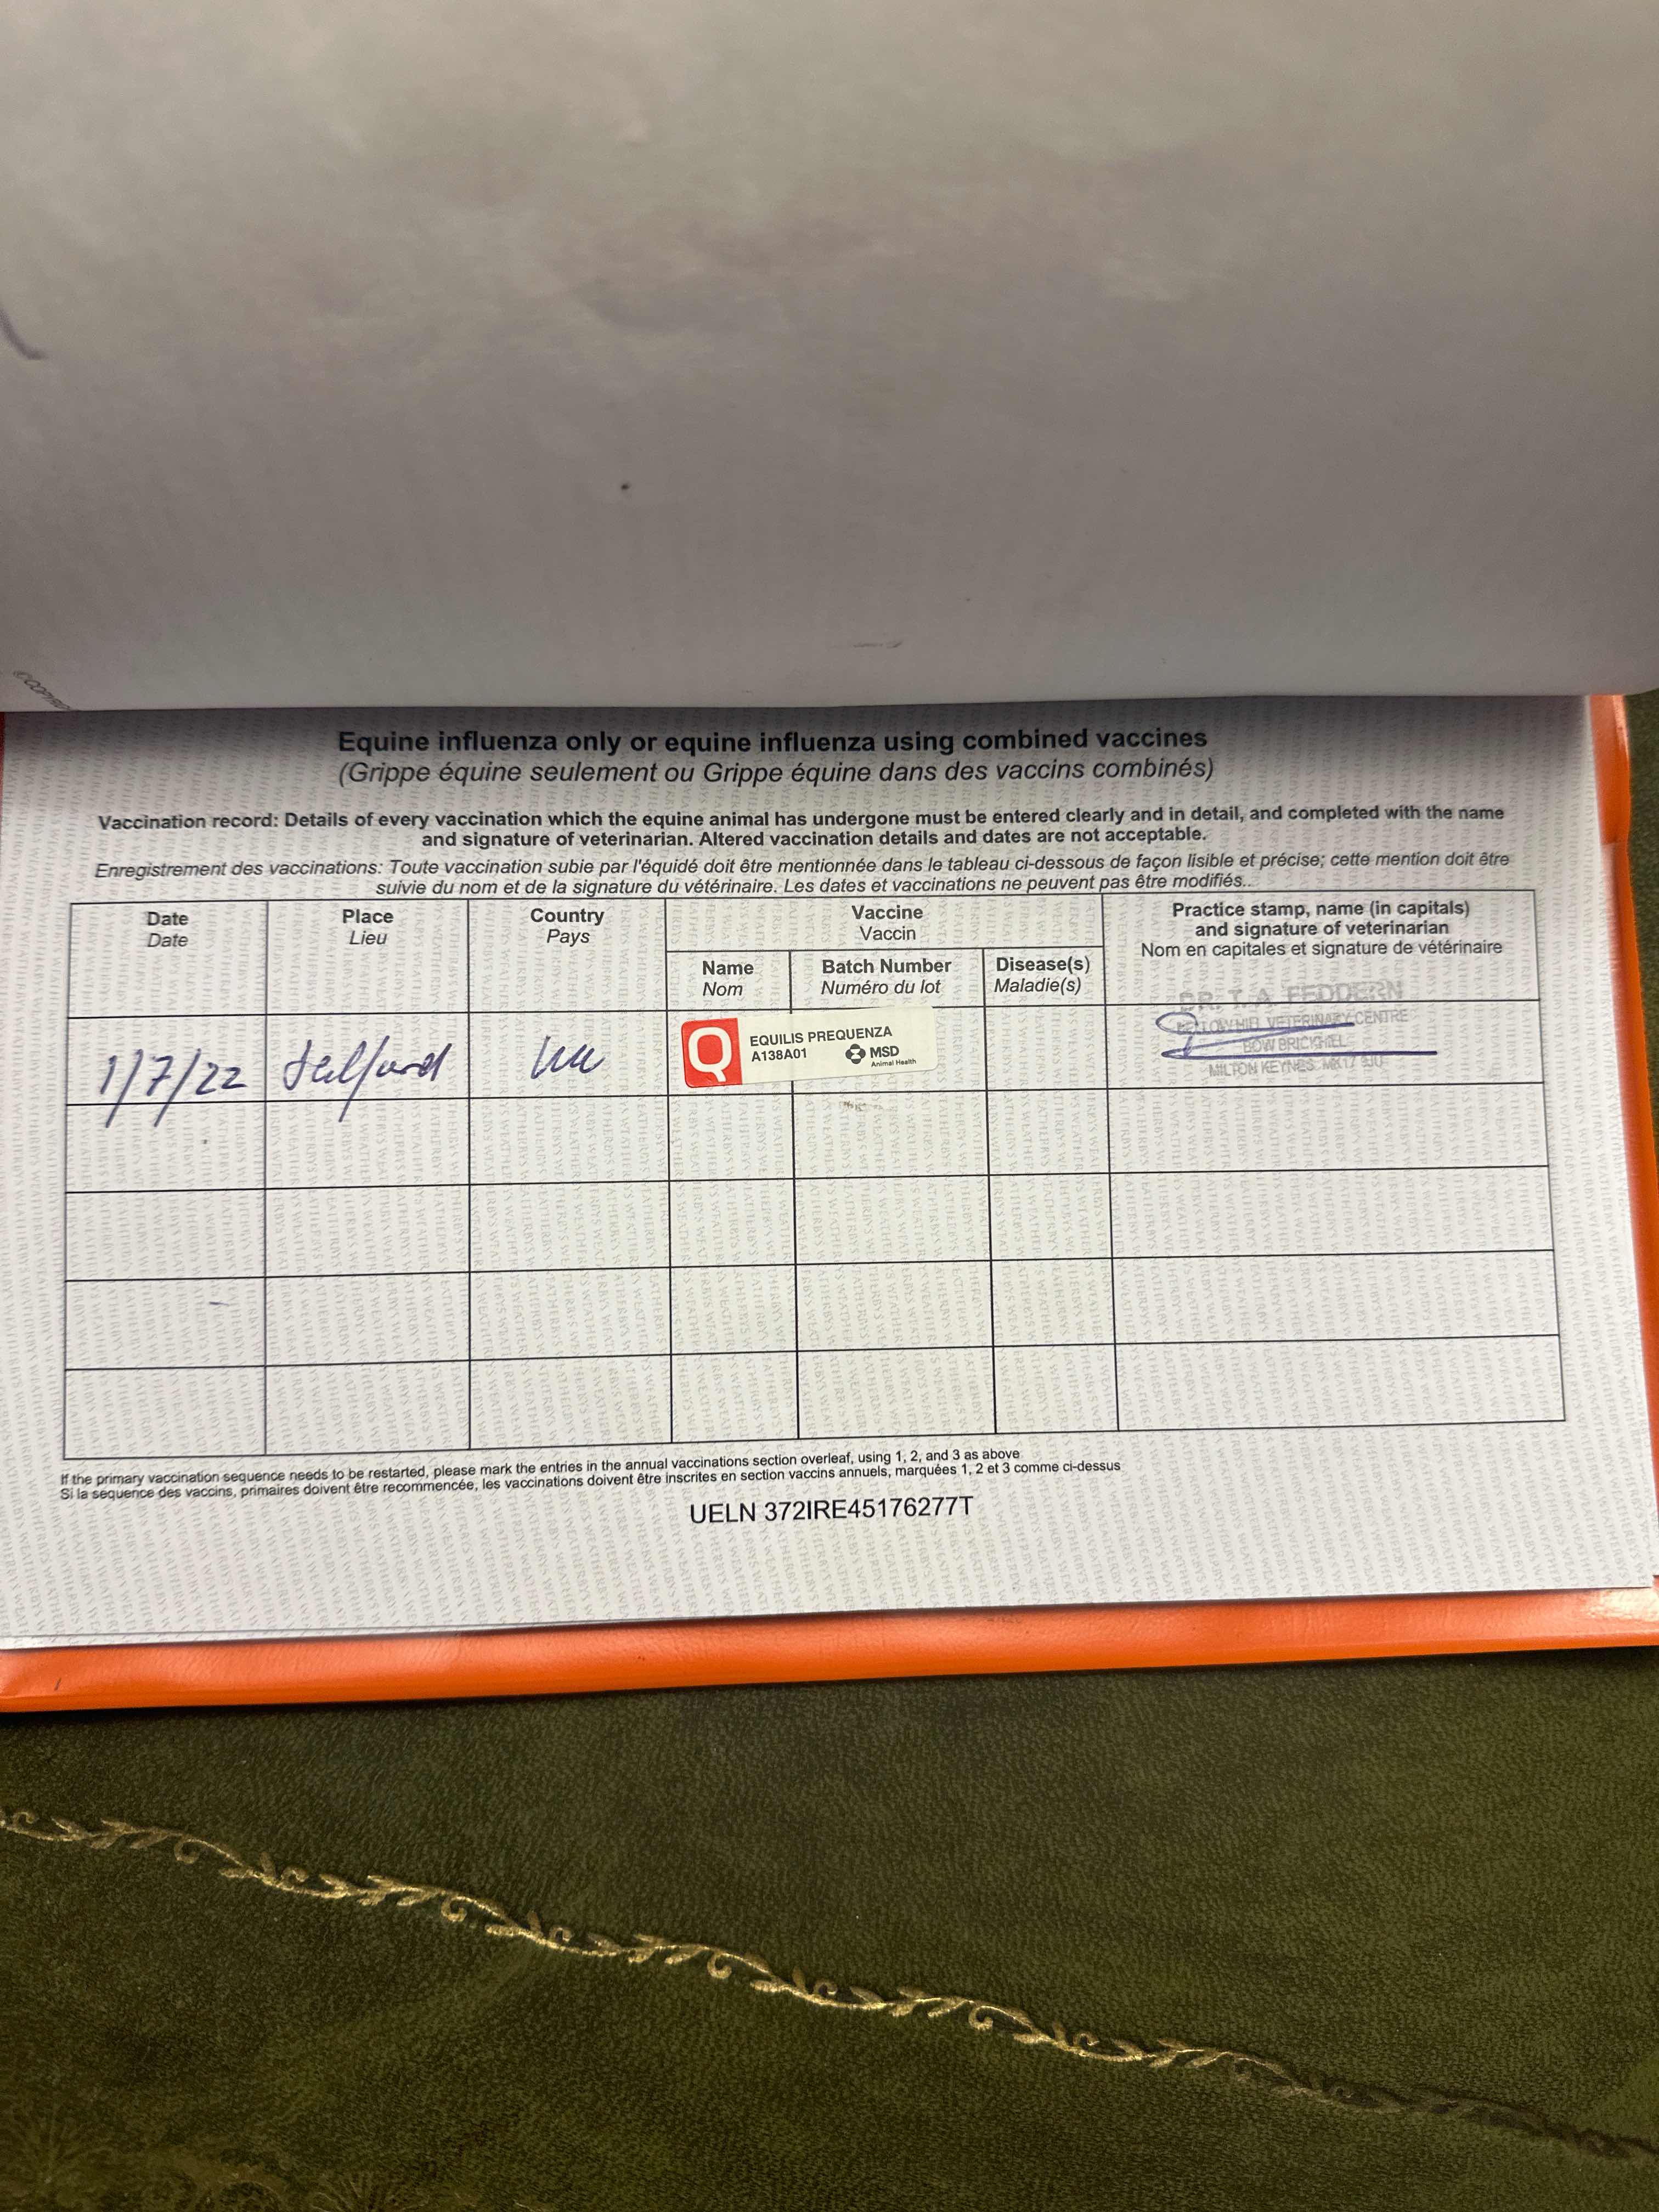 Equine influenza only or equine influenza using combined vaccines
(Grippe équine seulement ou Grippe équine dans des vaccins combinés)
Vaccination record: Details of every vaccination which the equine animal has undergone must be entered clearly and in detail, and completed with the name
and signature of veterinarian. Altered vaccination details and dates are not acceptable.
Enregistrement des vaccinations: Toute vaccination subie par l'équidé doit être mentionnée dans le tableau ci-dessous de façon lisible et précise; cette mention doit être
suivie du nom et de la signature du vétérinaire. Les dates et vaccinations ne peuvent pas être modifiés..
Date
Date
Place
Lieu
Country
Pays
Vaccine
Vaccin
Name
Nom
Batch Number
Numéro du lot
Disease(s)
Maladie(s)
Practice stamp, name (in capitals)
and signature of veterinarian
Nom en capitales et signature de vétérinaire
1/7/22
UK
Q
EQUILIS PREQUENZA
A138A01
MSD
Animal Health
DR. T. A. FEDDERN
VETERINARY CENTRE
BOW BRICKHILL
MILTON KEYNES. MK17
If the primary vaccination sequence needs to be restarted, please mark the entries in the annual vaccinations section overleaf, using 1, 2, and 3 as above
Si la sequence des vaccins, primaires doivent être recommencée, les vaccinations doivent être inscrites en section vaccins annuels, marquées 1, 2 et 3 comme ci-dessus
UELN 372IRE45176277T